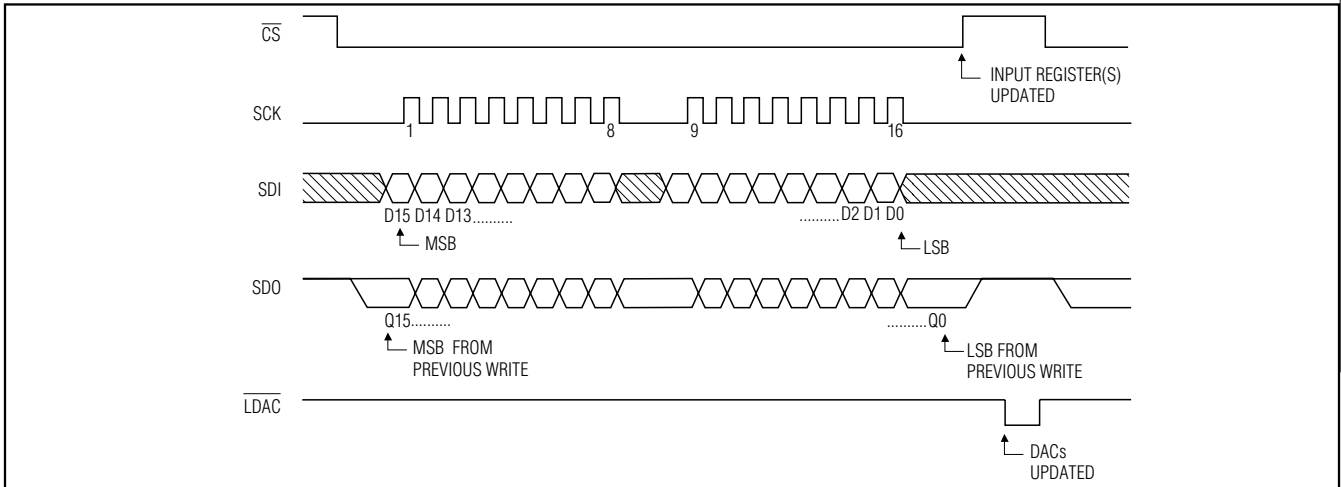 CS
INPUT REGISTER(S)
UPDATED
SCK
1 8 9 16
SDI
D15 D14 D13.......... ..........D2 D1 D0
MSB LSB
SDO
Q15.......... ..........Q0
MSB FROM
PREVIOUS WRITE
LSB FROM
PREVIOUS WRITE
LDAC
DACs
UPDATED